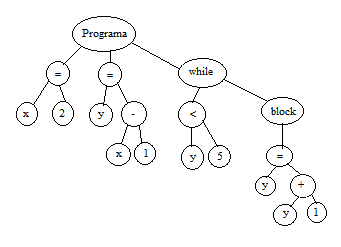 Programa
= = while
x 2 y - < block
x 1 y 5 =
y +
y 1